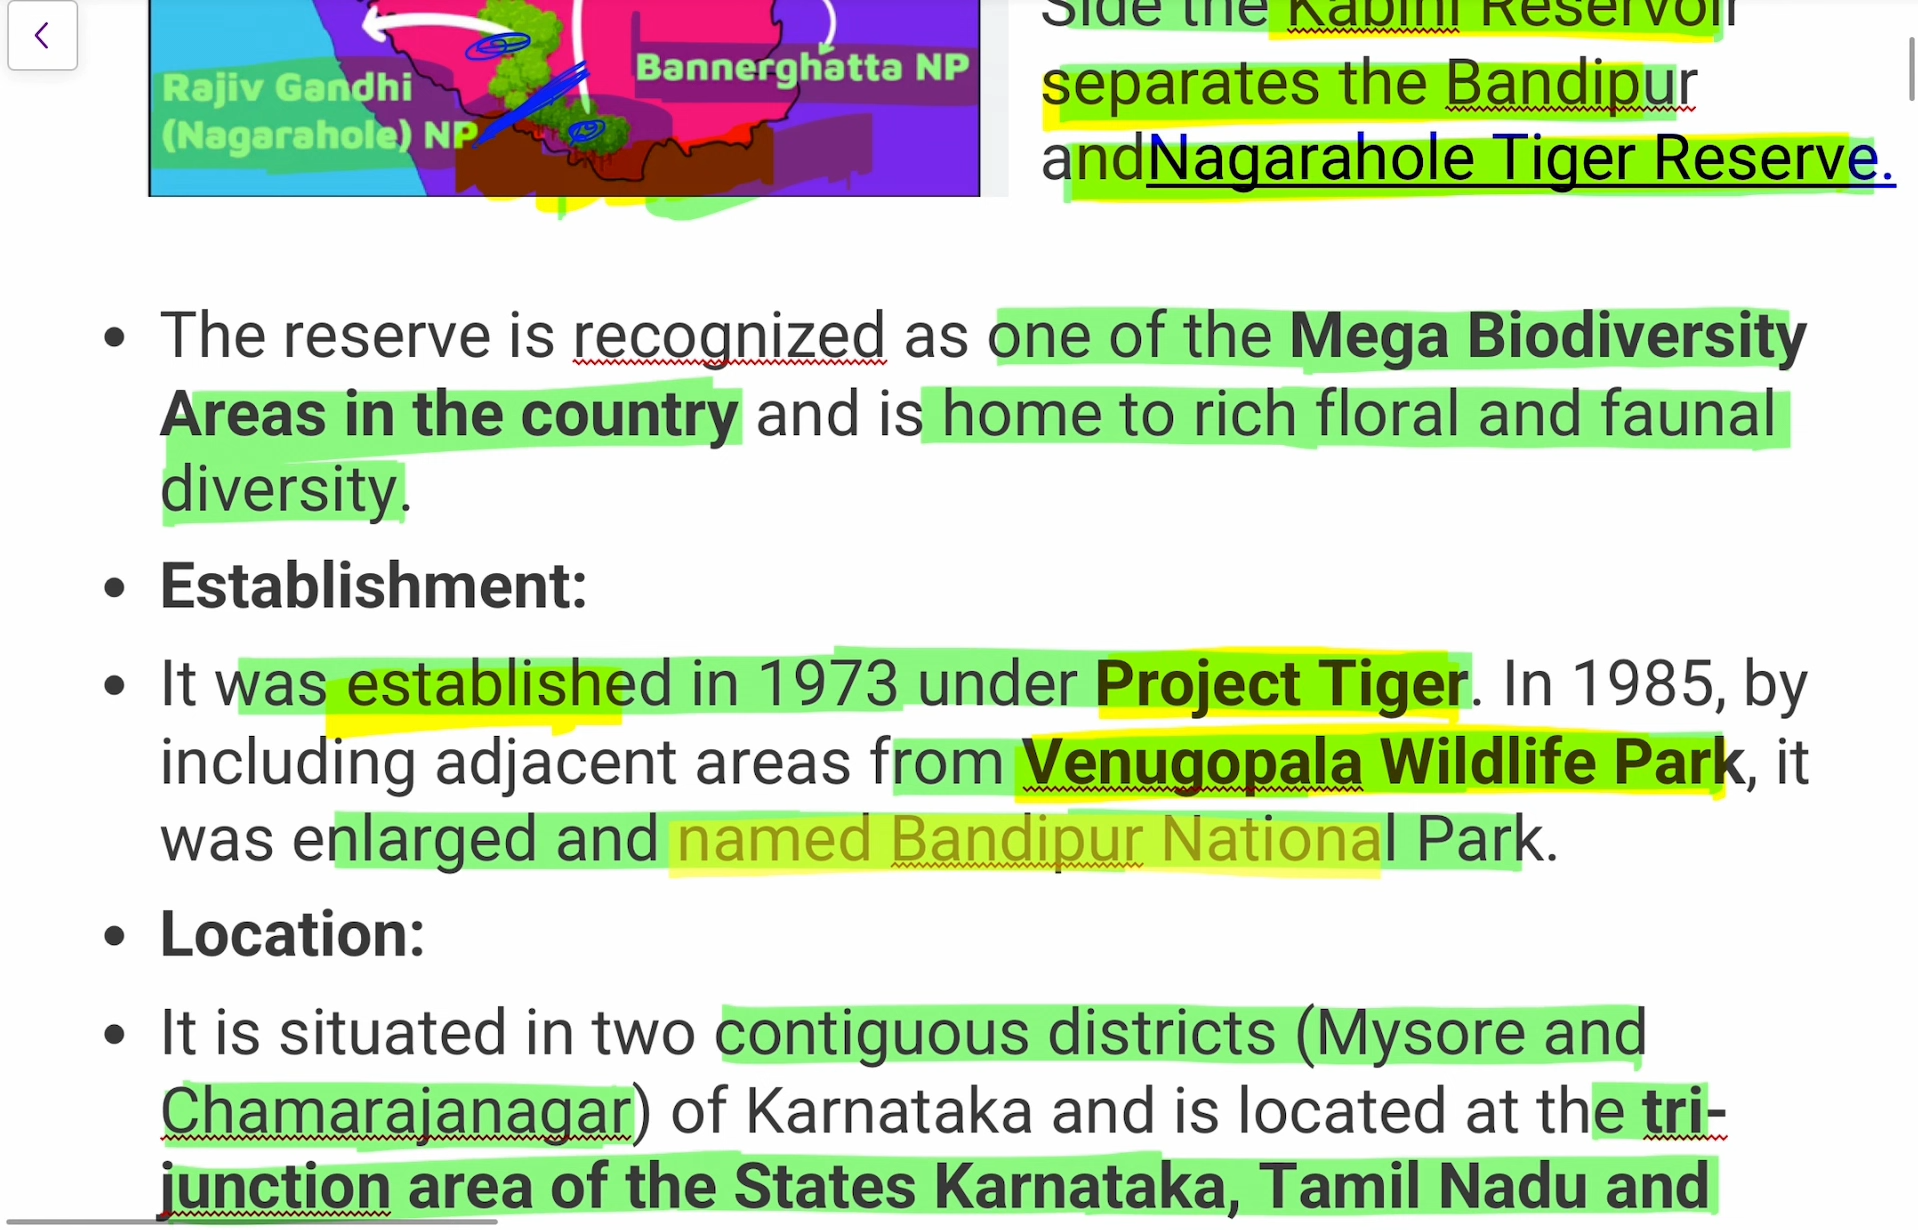 Rajiv Gandhi
(Nagarahole) NP
Bannerghatta NP
Side the Kabini Reservoir
separates the Bandipur
andNagarahole Tiger Reserve.
• The reserve is recognized as one of the Mega Biodiversity
Areas in the country and is home to rich floral and faunal
diversity.
• Establishment:
• It was established in 1973 under Project Tiger. In 1985, by
including adjacent areas from Venugopala Wildlife Park, it
was enlarged and named Bandipur National Park.
• Location:
• It is situated in two contiguous districts (Mysore and
Chamarajanagar) of Karnataka and is located at the tri-
junction area of the States Karnataka, Tamil Nadu and